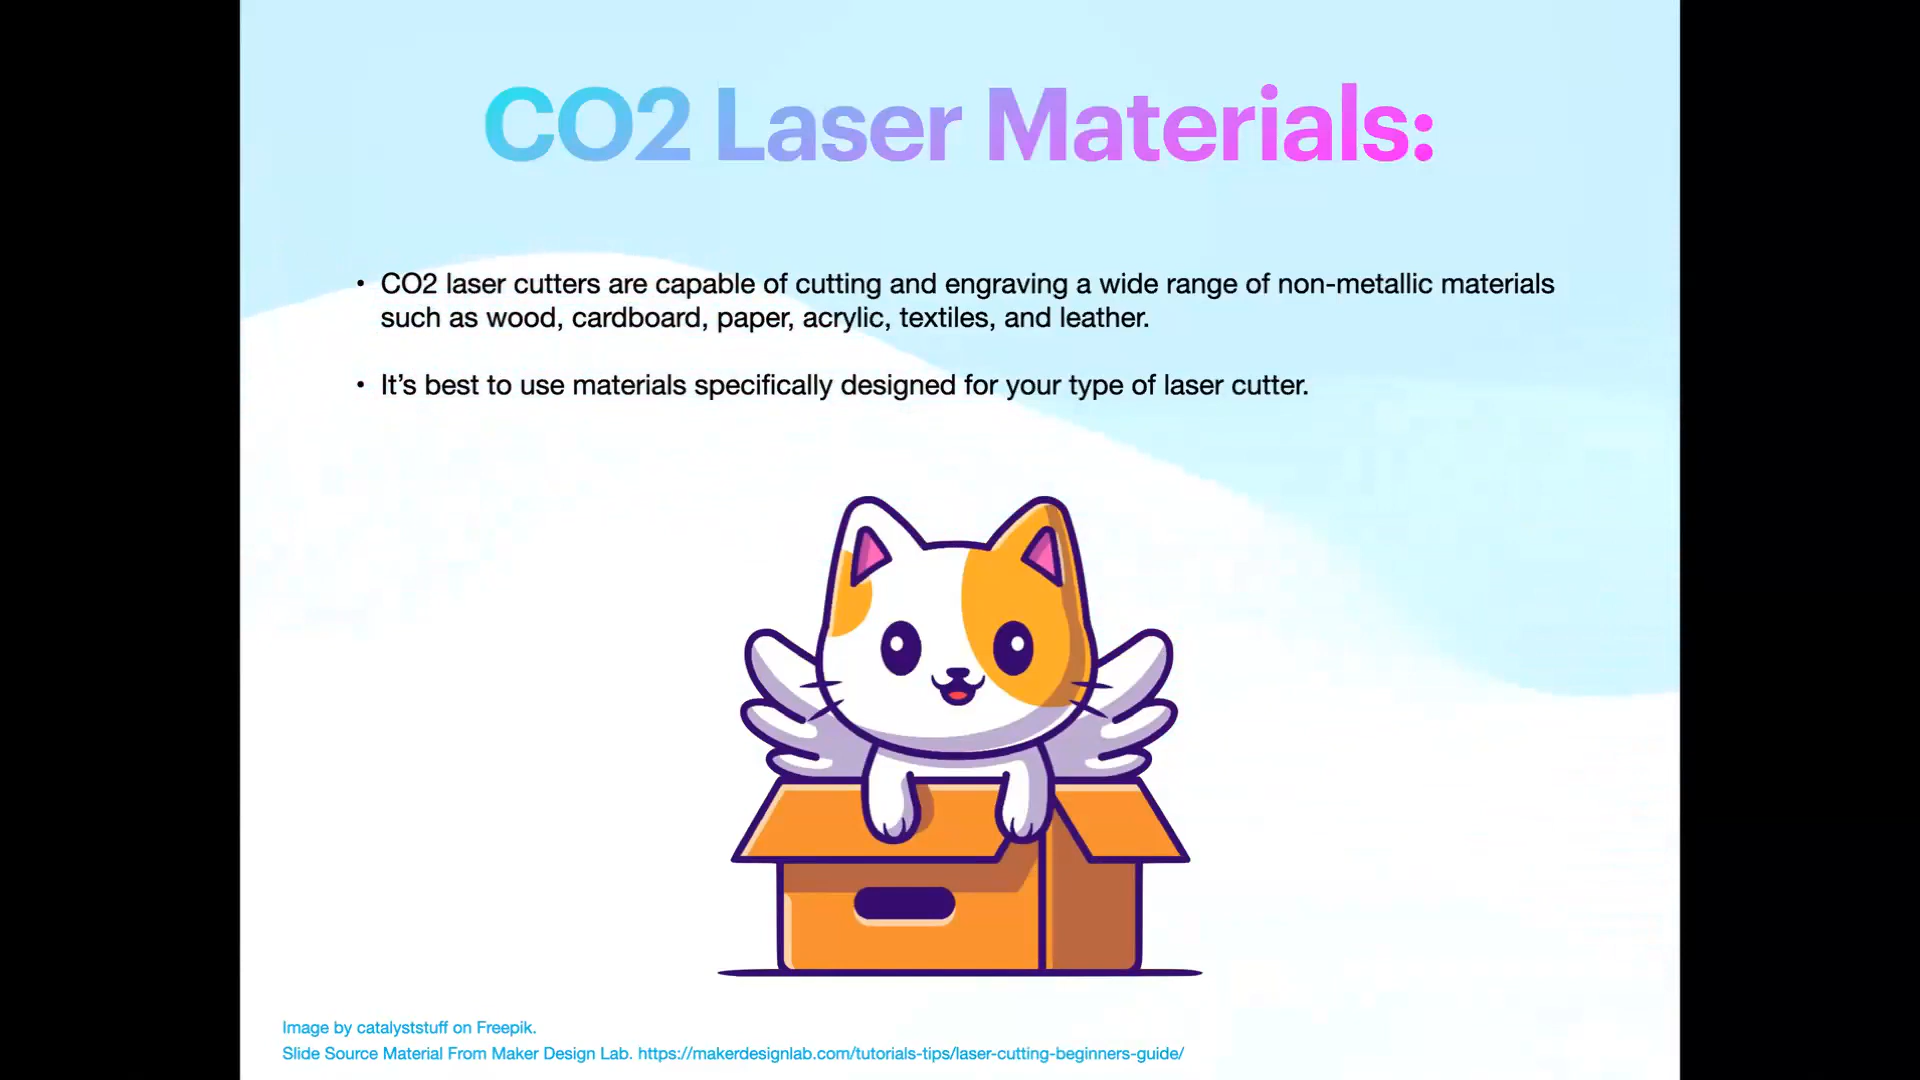 CO2 Laser Materials:
• CO2 laser cutters are capable of cutting and engraving a wide range of non-metallic materials
such as wood, cardboard, paper, acrylic, textiles, and leather.
• It’s best to use materials specifically designed for your type of laser cutter.
Image by catalyststuff on Freepik.
Slide Source Material From Maker Design Lab. https://makerdesignlab.com/tutorials-tips/laser-cutting-beginners-guide/